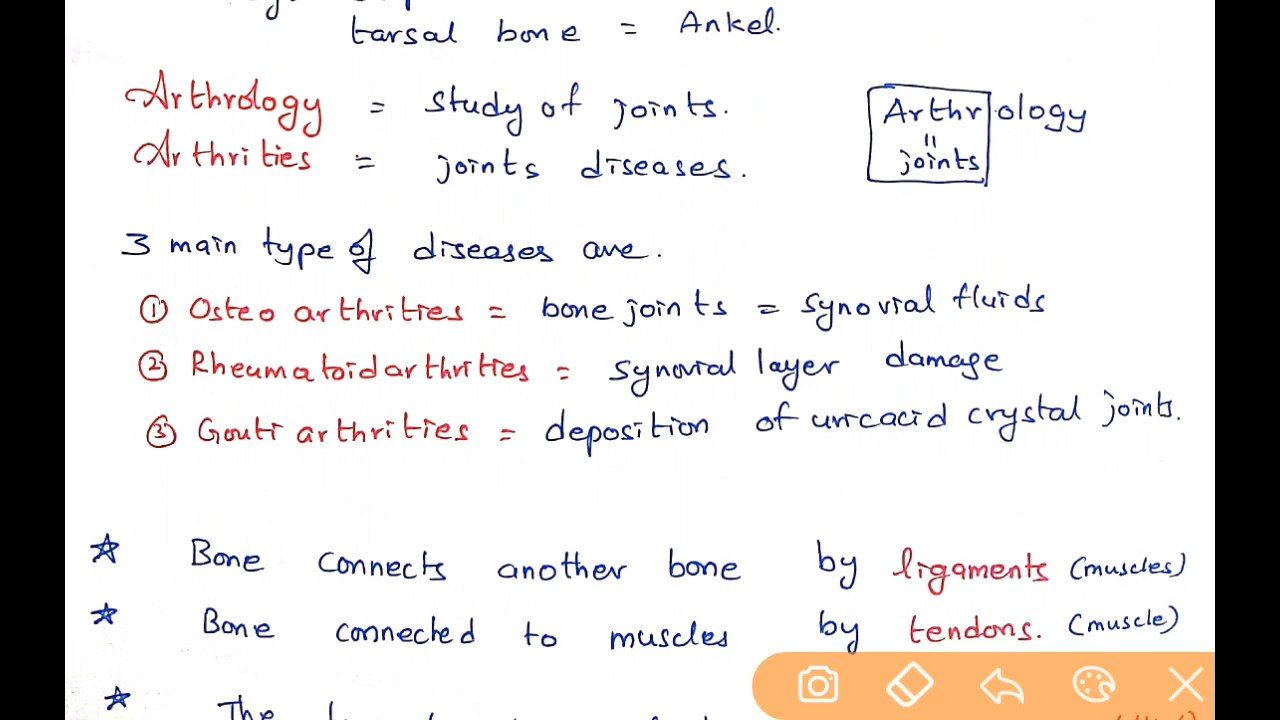 tarsal bone = Ankel.
Arthrology = study of joints.
Arthrities = joints diseases.
Arthrology
=
joints
3 main type of diseases are.
① Osteo arthrities = bone joints = synovial fluids
② Rheumatoid arthrities = synovial layer damage
③ Gouti arthrities = deposition of uricacid crystal joints.
☆ Bone connects another bone by ligaments (muscles)
☆ Bone connected to muscles by tendons. (muscle)
☆ The